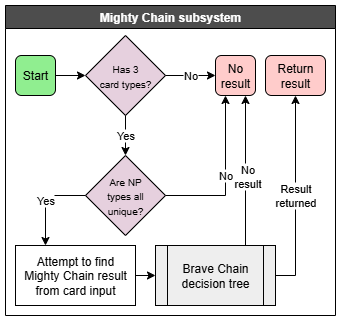 Mighty Chain subsystem
Start
Has 3
card types?
No
No
result
Return
result
Yes
Are NP
types all
unique?
No
No
result
Yes
Result
returned
Attempt to find
Mighty Chain result
from card input
Brave Chain
decision tree